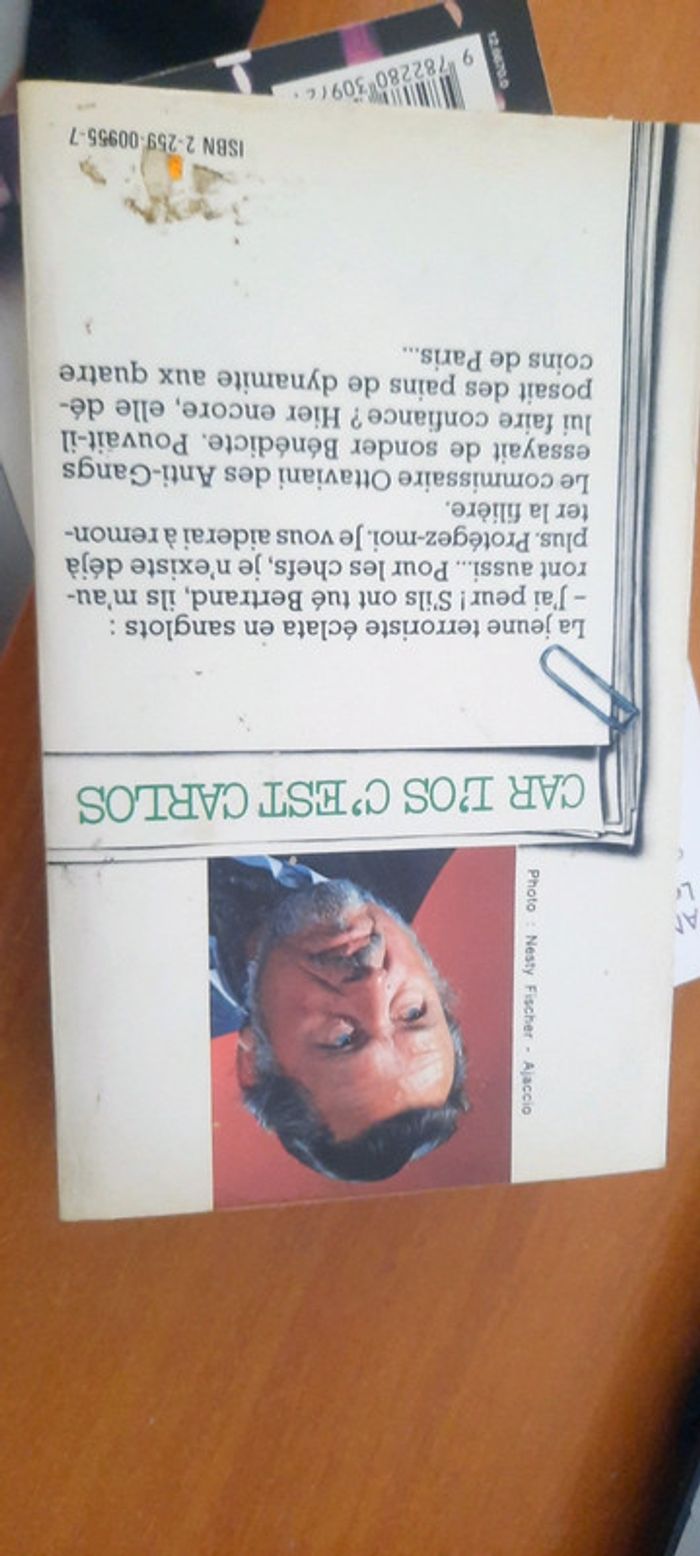 Photo : Nesty Fischer - Ajaccio
CAR L'OS C'EST CARLOS
La jeune terroriste éclata en sanglots :
– J'ai peur ! S'ils ont tué Bertrand, ils m'au-
ront aussi... Pour les chefs, je n'existe déjà
plus. Protégez-moi. Je vous aiderai à remon-
ter la filière.
Le commissaire Ottaviani des Anti-Gangs
essayait de sonder Bénédicte. Pouvait-il
lui faire confiance ? Hier encore, elle dé-
posait des pains de dynamite aux quatre
coins de Paris...
ISBN 2-259-00955-7